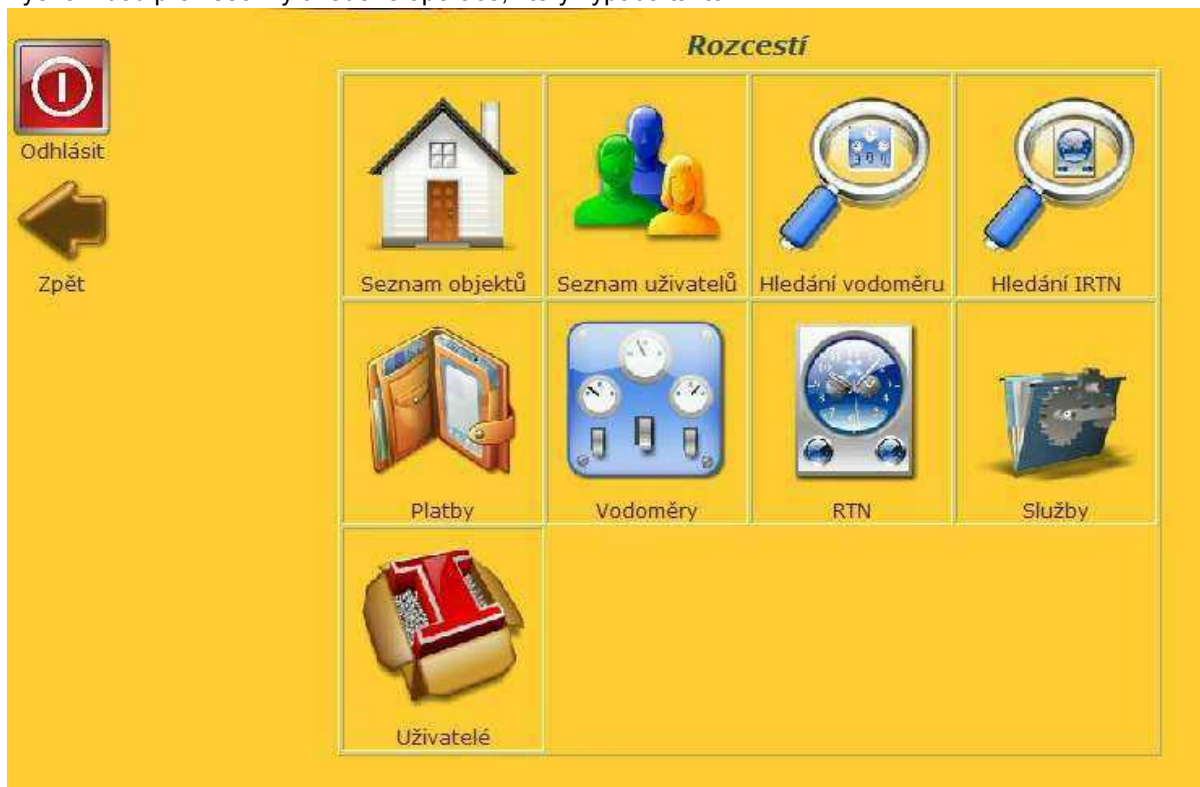 Rozcestí
Odhlásit
Zpět
Seznam objektů
Seznam uživatelů
Hledání vodoměru
Hledání IRTN
Platby
Vodoměry
RTN
Služby
Uživatelé